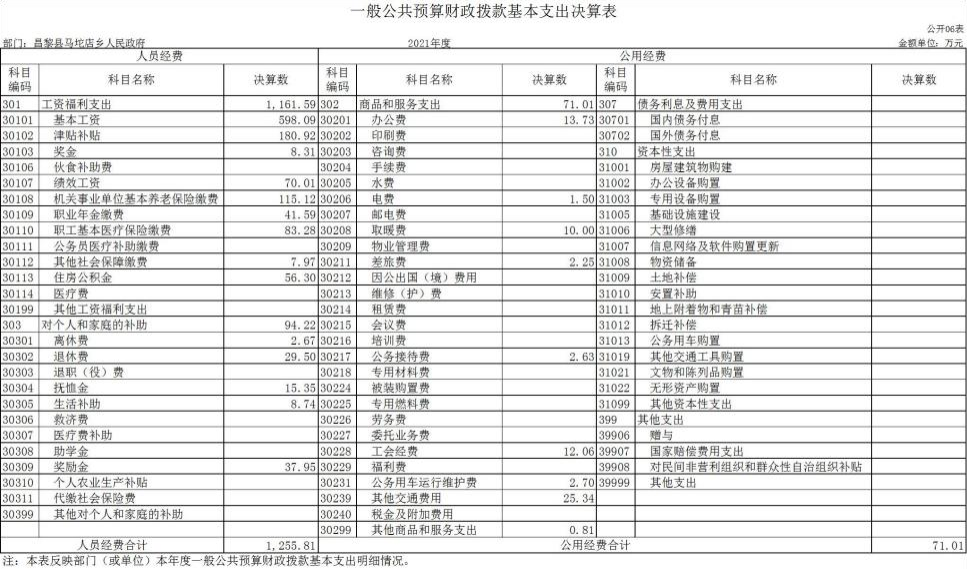 一般公共预算财政拨款基本支出决算表
公开06表
部门：昌黎县马坨店乡人民政府 2021年度 金额单位：万元
人员经费 公用经费
科目编码 科目名称 决算数 科目编码 科目名称 决算数 科目编码 科目名称 决算数
301 工资福利支出 1,161.59 302 商品和服务支出 71.01 307 债务利息及费用支出
30101 基本工资 598.09 30201 办公费 13.73 30701 国内债务付息
30102 津贴补贴 180.92 30202 印刷费 30702 国外债务付息
30103 奖金 8.31 30203 咨询费 310 资本性支出
30106 伙食补助费 30204 手续费 31001 房屋建筑物购建
30107 绩效工资 70.01 30205 水费 31002 办公设备购置
30108 机关事业单位基本养老保险缴费 115.12 30206 电费 1.50 31003 专用设备购置
30109 职业年金缴费 41.59 30207 邮电费 31005 基础设施建设
30110 职工基本医疗保险缴费 83.28 30208 取暖费 10.00 31006 大型修缮
30111 公务员医疗补助缴费 30209 物业管理费 31007 信息网络及软件购置更新
30112 其他社会保障缴费 7.97 30211 差旅费 2.25 31008 物资储备
30113 住房公积金 56.30 30212 因公出国（境）费用 31009 土地补偿
30114 医疗费 30213 维修（护）费 31010 安置补助
30199 其他工资福利支出 30214 租赁费 31011 地上附着物和青苗补偿
303 对个人和家庭的补助 94.22 30215 会议费 31012 拆迁补偿
30301 离休费 2.67 30216 培训费 31013 公务用车购置
30302 退休费 29.50 30217 公务接待费 2.63 31019 其他交通工具购置
30303 退职（役）费 30218 专用材料费 31021 文物和陈列品购置
30304 抚恤金 15.35 30224 被装购置费 31022 无形资产购置
30305 生活补助 8.74 30225 专用燃料费 31099 其他资本性支出
30306 救济费 30226 劳务费 399 其他支出
30307 医疗费补助 30227 委托业务费 39906 赠与
30308 助学金 30228 工会经费 12.06 39907 国家赔偿费用支出
30309 奖励金 37.95 30229 福利费 39908 对民间非营利组织和群众性自治组织补贴
30310 个人农业生产补贴 30231 公务用车运行维护费 2.70 39999 其他支出
30311 代缴社会保险费 30239 其他交通费用 25.34
30399 其他对个人和家庭的补助 30240 税金及附加费用
30299 其他商品和服务支出 0.81
人员经费合计 1,255.81 公用经费合计 71.01
注：本表反映部门（或单位）本年度一般公共预算财政拨款基本支出明细情况。